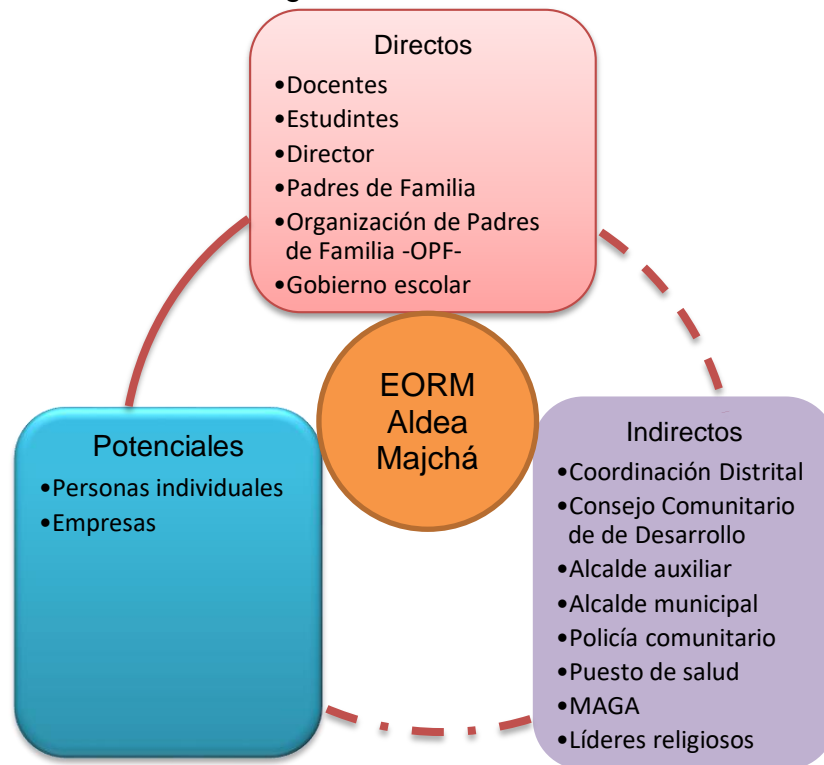 Directos
•Docentes
•Estudintes
•Director
•Padres de Familia
•Organización de Padres
de Familia -OPF-
•Gobierno escolar
EORM
Aldea
Majchá
Potenciales
•Personas individuales
•Empresas
Indirectos
•Coordinación Distrital
•Consejo Comunitario
de de Desarrollo
•Alcalde auxiliar
•Alcalde municipal
•Policía comunitario
•Puesto de salud
•MAGA
•Líderes religiosos